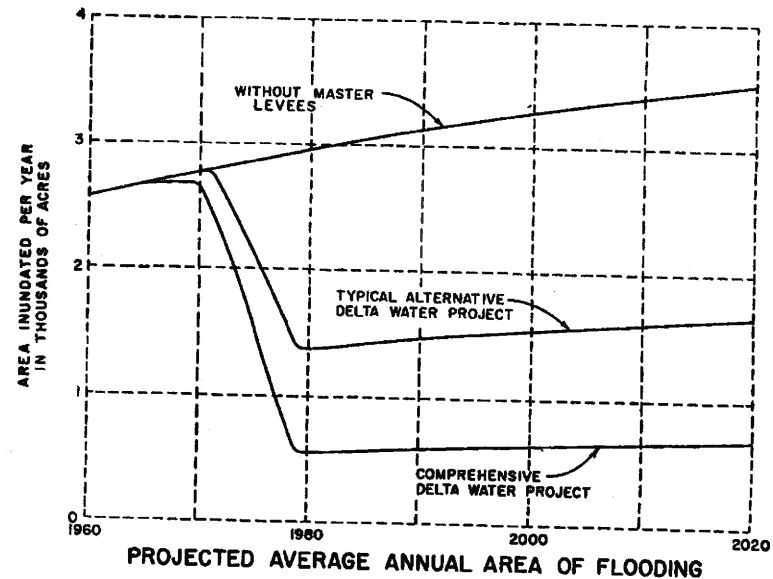 4
WITHOUT MASTER
LEVEES
3
AREA INUNDATED PER YEAR
IN THOUSANDS OF ACRES
2
TYPICAL ALTERNATIVE
DELTA WATER PROJECT
1
COMPREHENSIVE
DELTA WATER PROJECT
0
1960 1980 2000 2020
PROJECTED AVERAGE ANNUAL AREA OF FLOODING